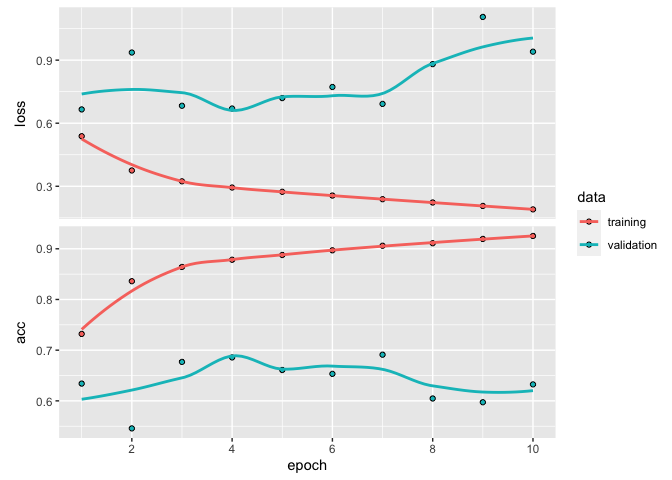 0.9
0.6
0.3
loss
0.9
0.8
0.7
0.6
acc
2 4 6 8 10
epoch
data
training
validation